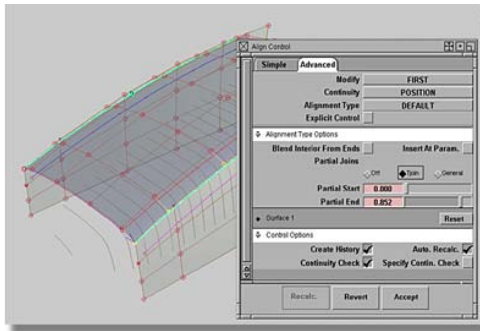 Align Control
Simple Advanced
Modify FIRST
Continuity POSITION
Alignment Type DEFAULT
Explicit Control
Alignment Type Options
Blend Interior From Ends Insert At Param.
Partial Joins
Off Tjoin General
Partial Start 0.000
Partial End 0.852
Surface 1 Reset
Control Options
Create History Auto. Recalc.
Continuity Check Specify Contin. Check
Recalc. Revert Accept